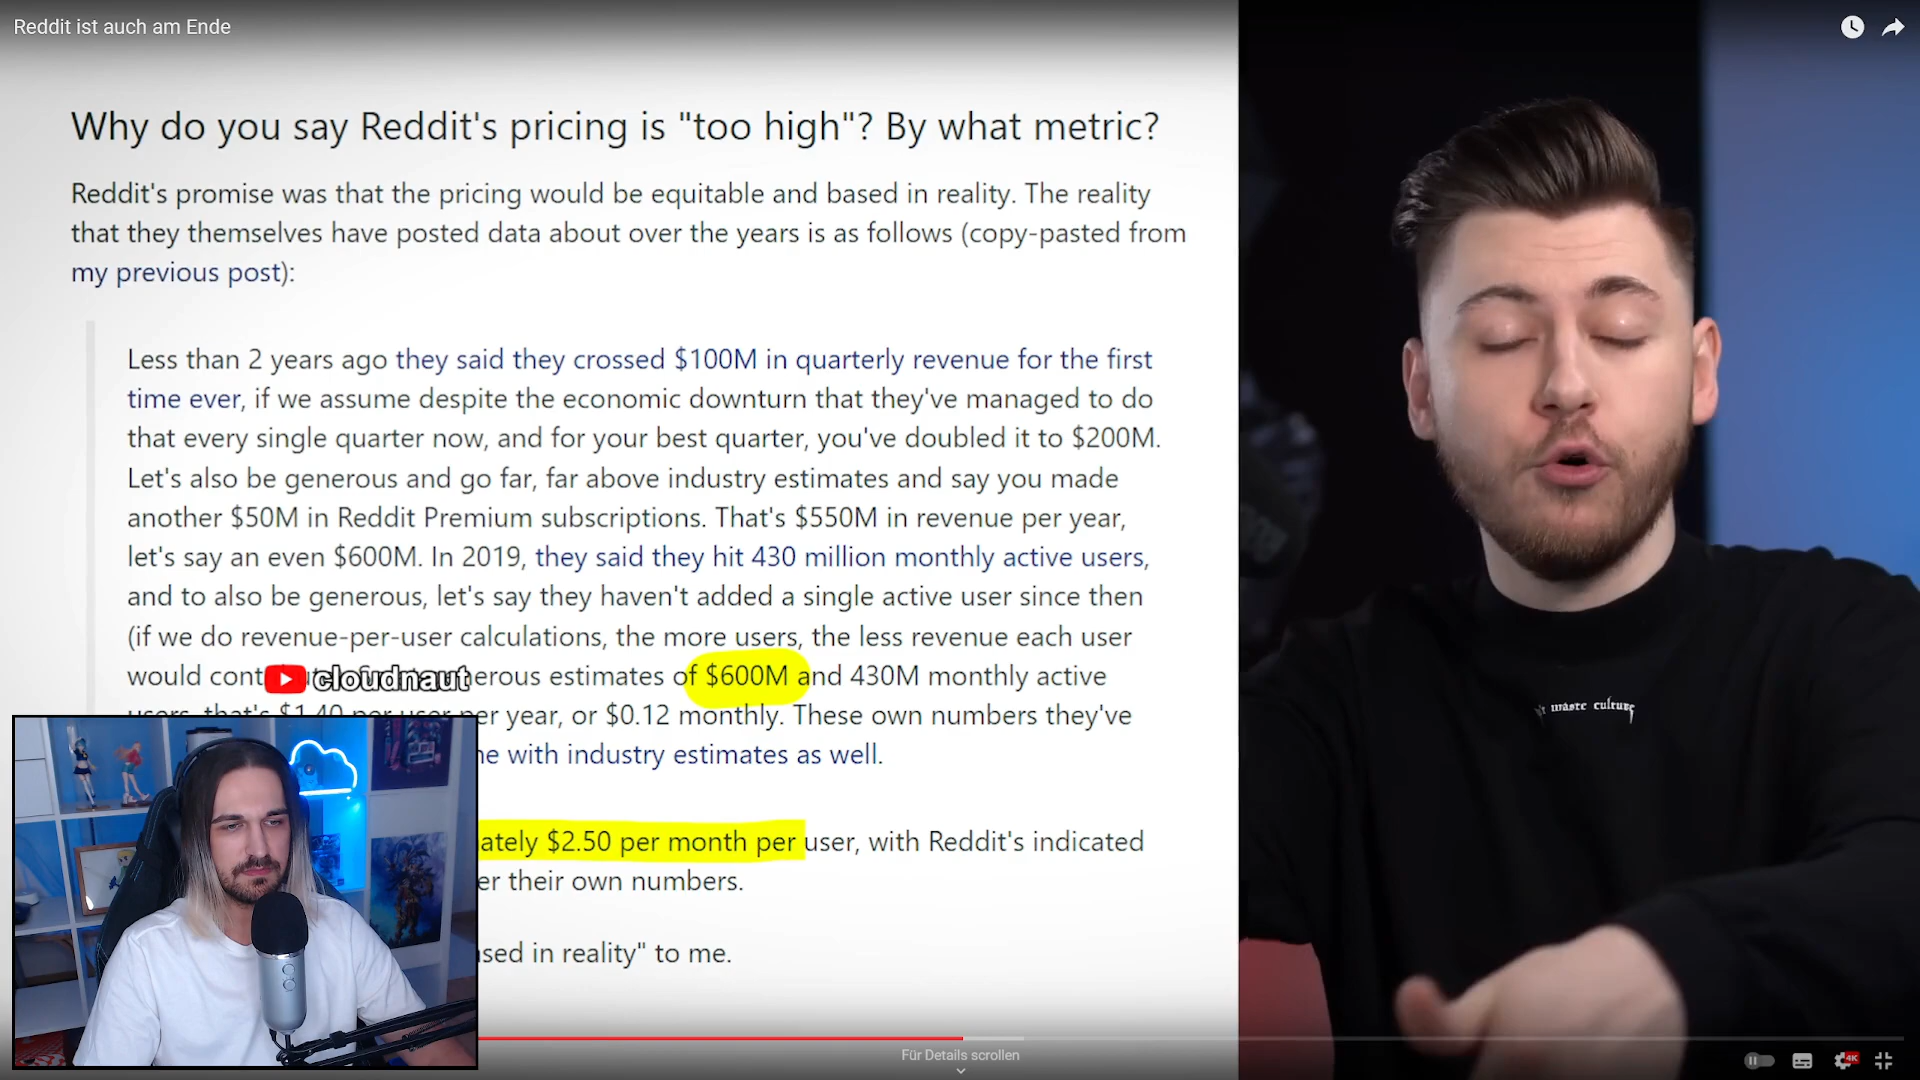 Reddit ist auch am Ende
Why do you say Reddit's pricing is "too high"? By what metric?
Reddit's promise was that the pricing would be equitable and based in reality. The reality
that they themselves have posted data about over the years is as follows (copy-pasted from
my previous post):
Less than 2 years ago they said they crossed $100M in quarterly revenue for the first
time ever, if we assume despite the economic downturn that they've managed to do
that every single quarter now, and for your best quarter, you've doubled it to $200M.
Let's also be generous and go far, far above industry estimates and say you made
another $50M in Reddit Premium subscriptions. That's $550M in revenue per year,
let's say an even $600M. In 2019, they said they hit 430 million monthly active users,
and to also be generous, let's say they haven't added a single active user since then
(if we do revenue-per-user calculations, the more users, the less revenue each user
would estimates of $600M and 430M monthly active
cloudnaut
users, that's $1.40 per user per year, or $0.12 monthly. These own numbers they've
with industry estimates as well.
$2.50 per month per user, with Reddit's indicated
their own numbers.
in reality" to me.
waste culture
Für Details scrollen
4K